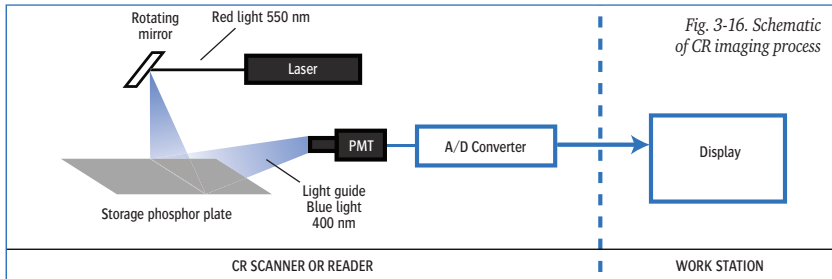 Rotating
mirror
Red light 550 nm
Laser
Fig. 3-16. Schematic
of CR imaging process
PMT
A/D Converter
Display
Storage phosphor plate
Light guide
Blue light
400 nm
CR SCANNER OR READER
WORK STATION